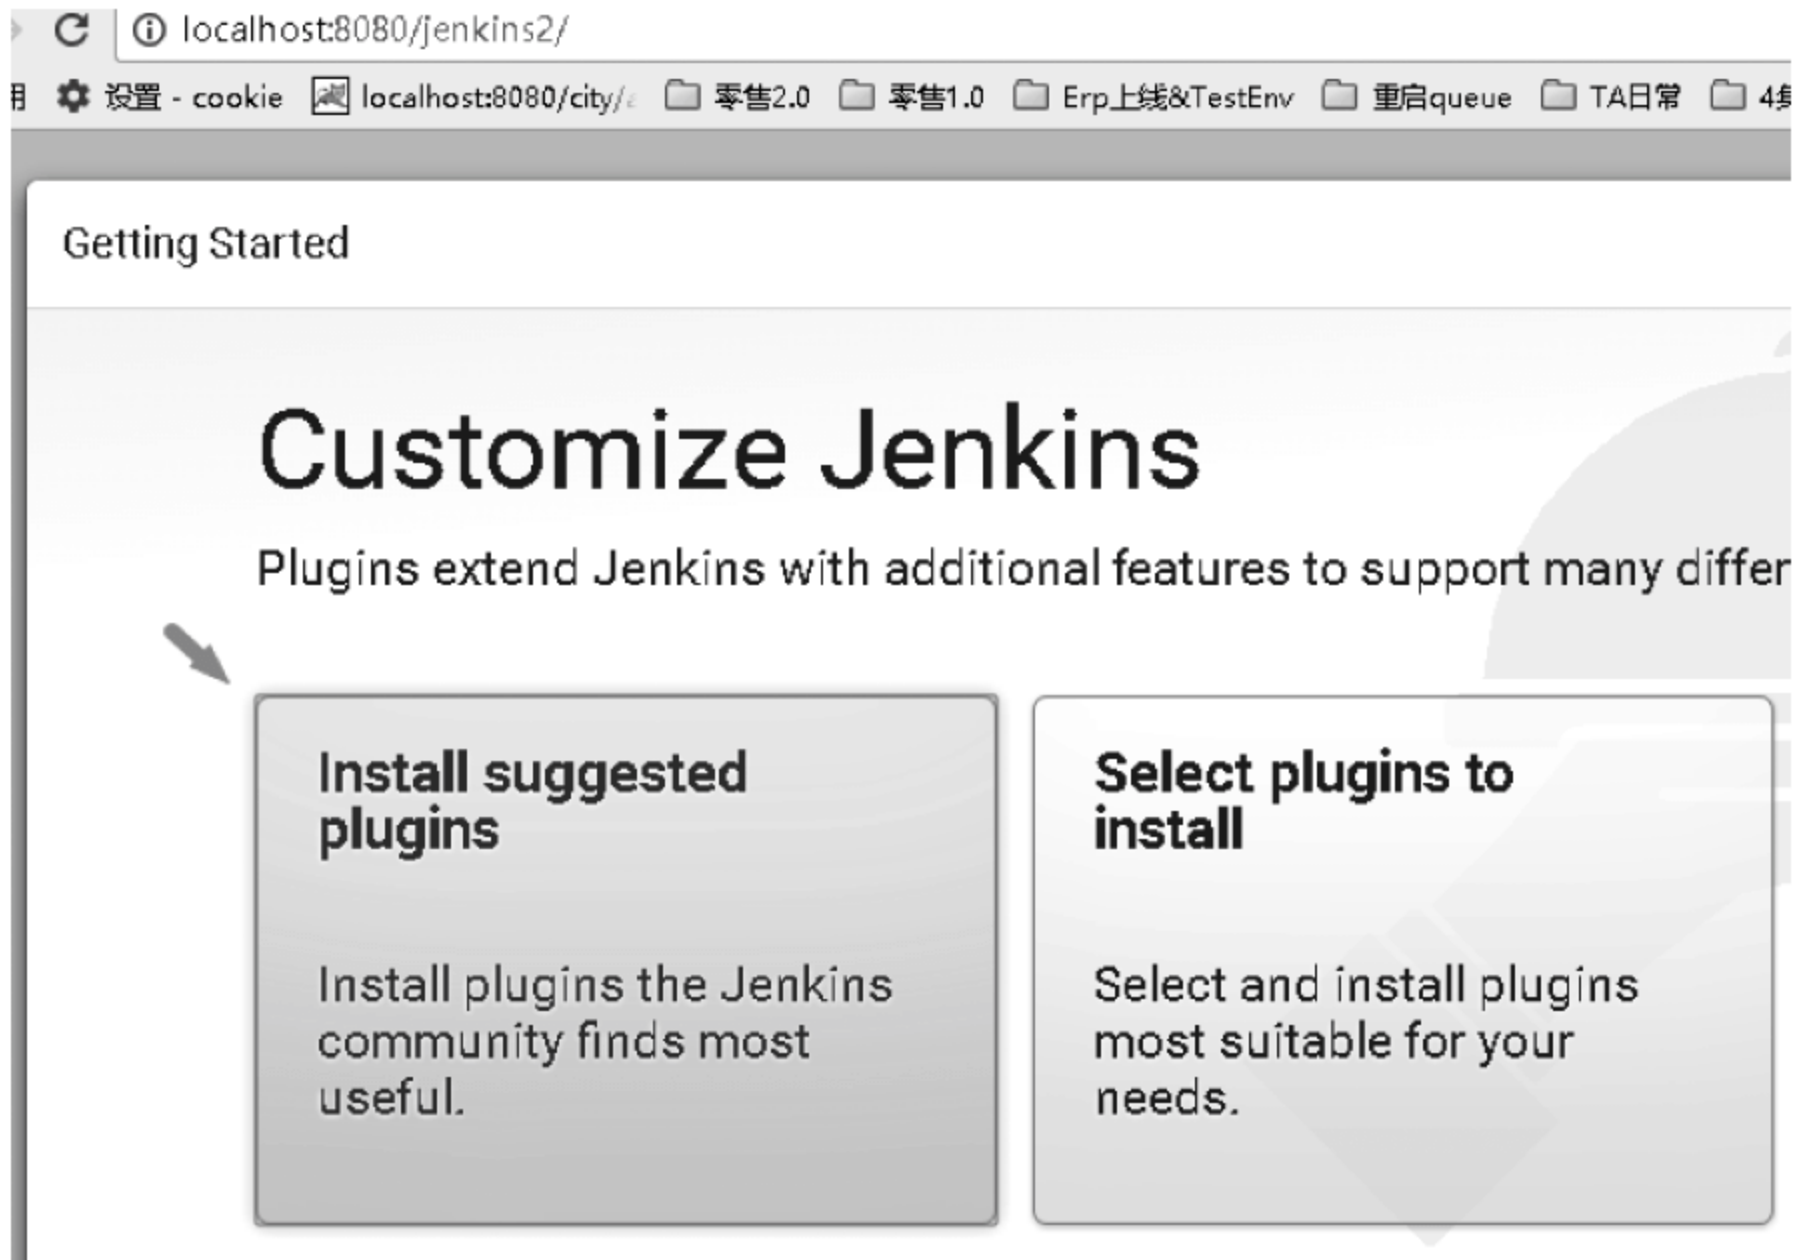 localhost:8080/jenkins2/
设置 - cookie localhost:8080/city/ 零售2.0 零售1.0 Erp上线&TestEnv 重启queue TA日常
Getting Started
Customize Jenkins
Plugins extend Jenkins with additional features to support many differ
Install suggested
plugins
Install plugins the Jenkins
community finds most
useful.
Select plugins to
install
Select and install plugins
most suitable for your
needs.